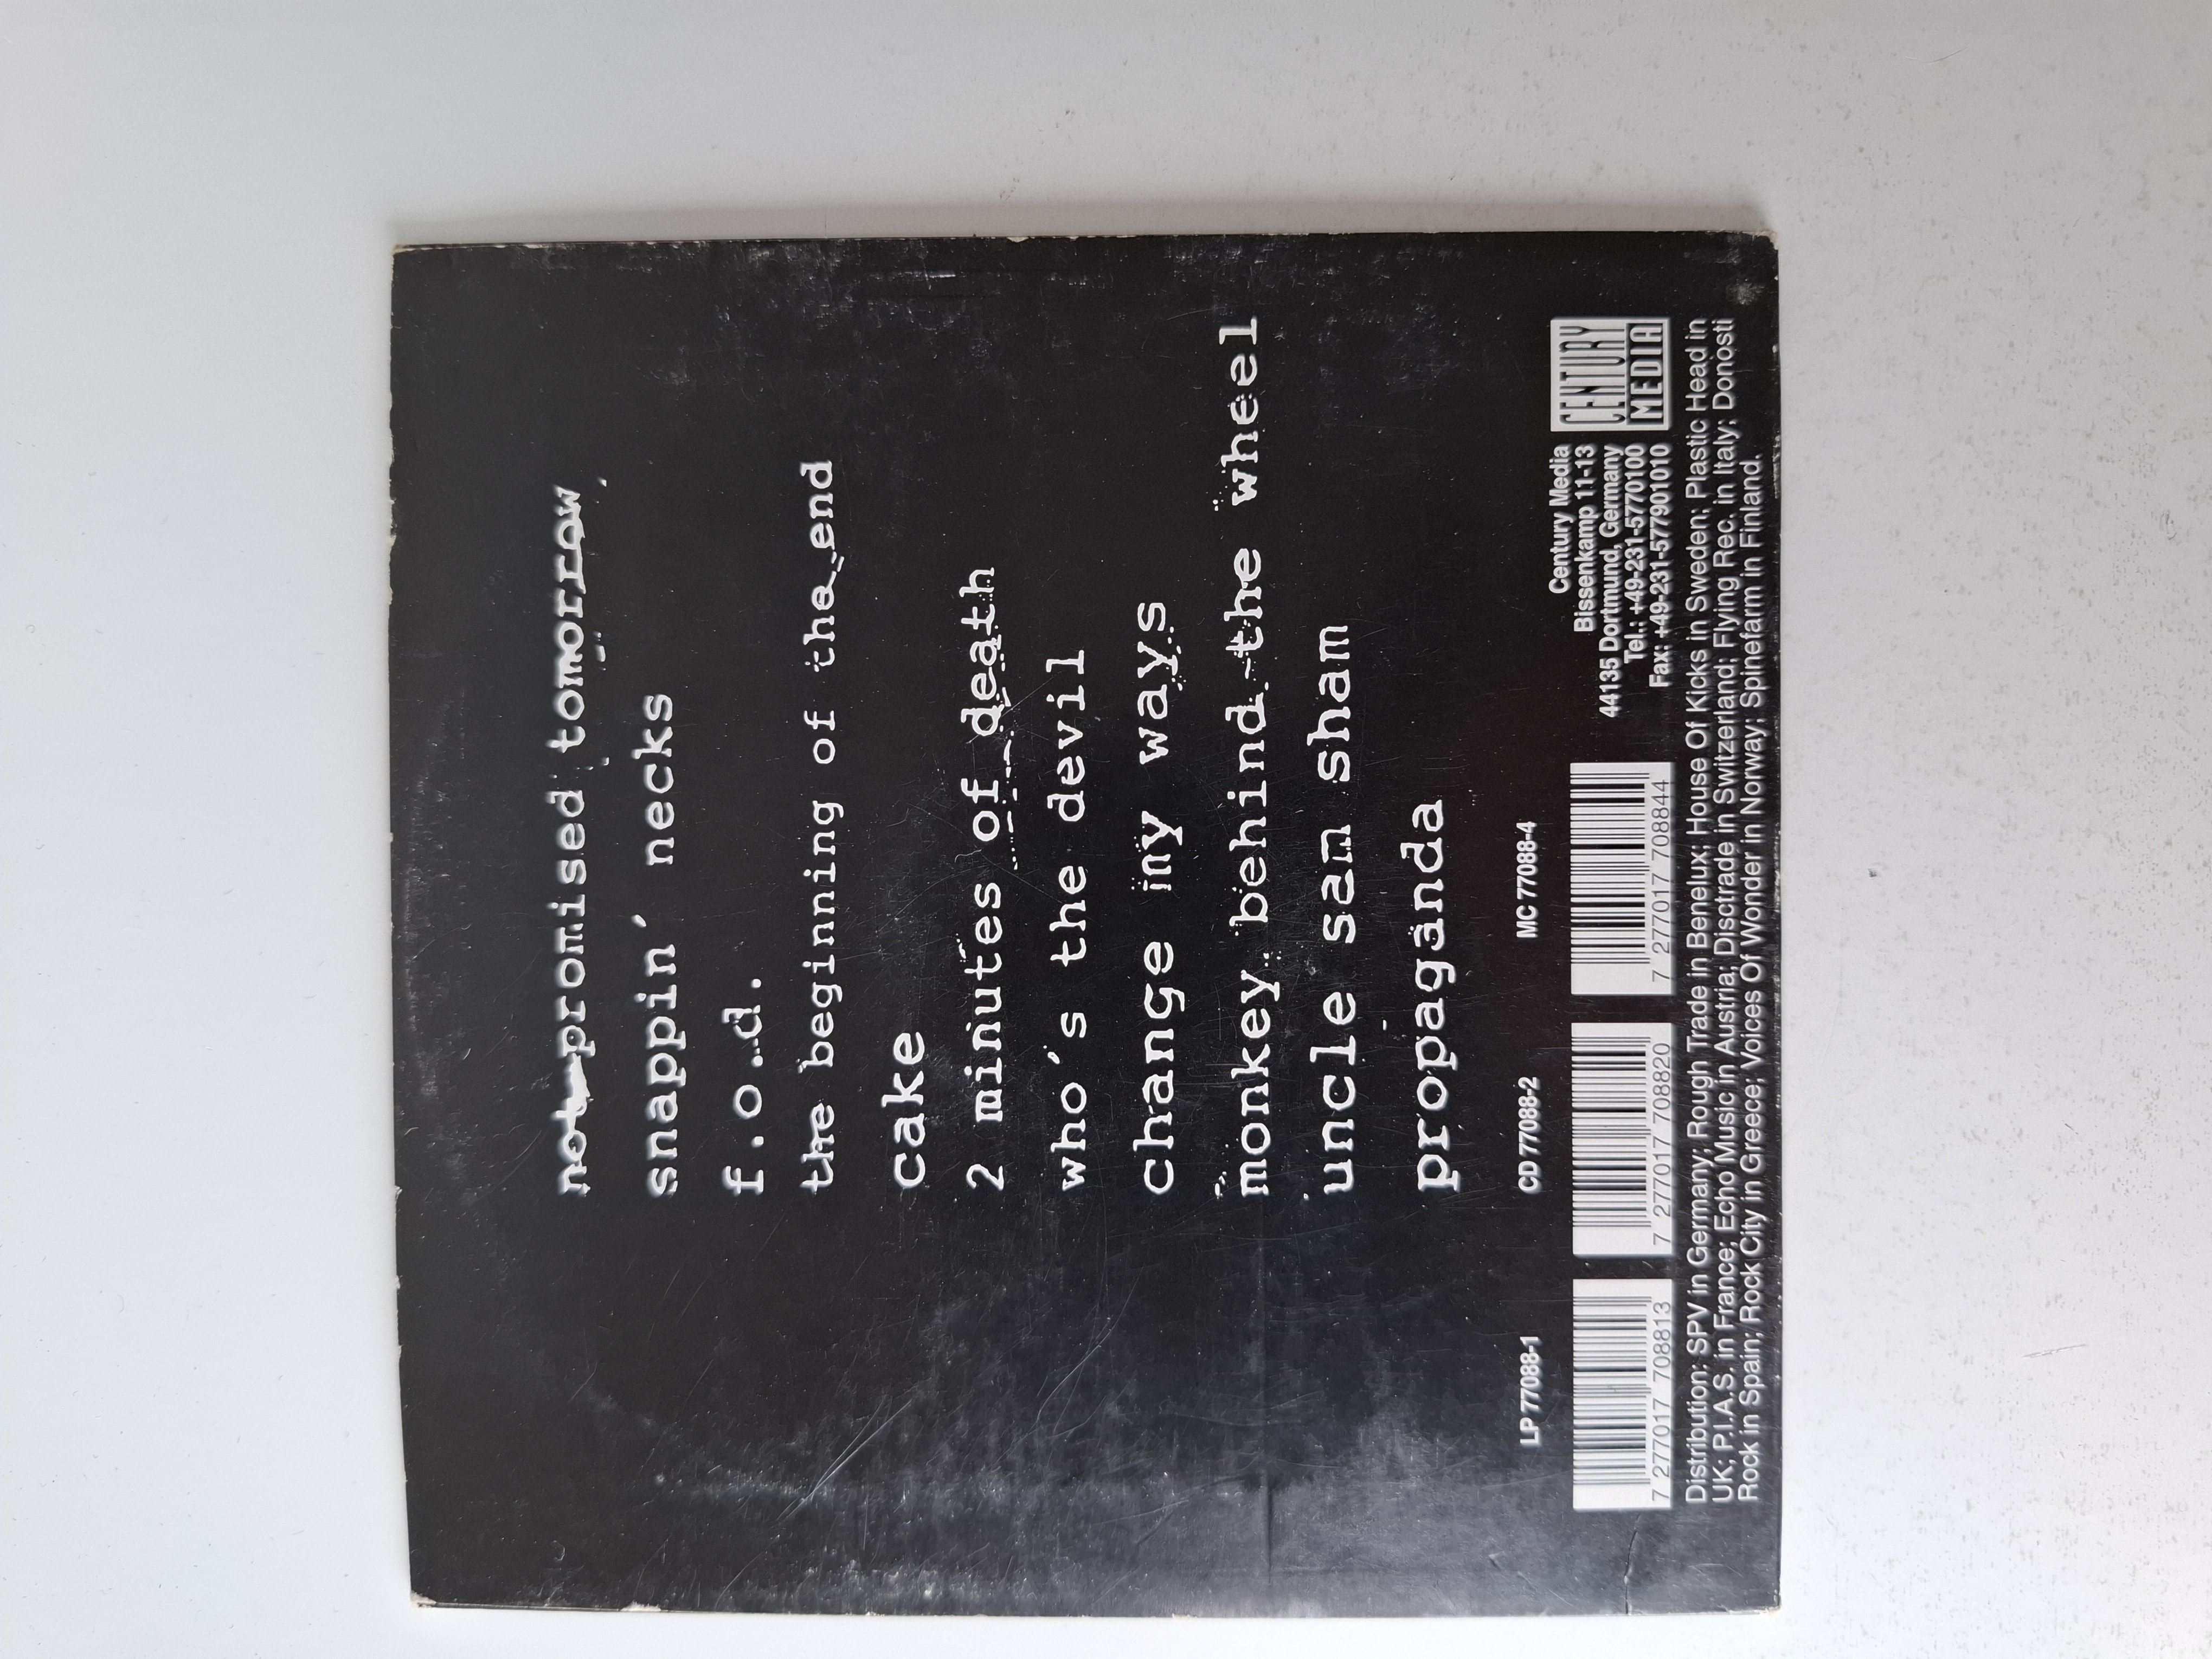 not promised tomorrow
snappin' necks
f.o.d.
the beginning of the end
cake
2 minutes of death
who's the devil
change my ways
monkey behind the wheel
uncle sam sham
propaganda
LP 77088-1
CD 77088-2
MC 77088-4
7 277017 708813
7 277017 708820
7 277017 708844
Century Media
Bissenkamp 11-13
44135 Dortmund, Germany
Tel.: +49-231-5770100
Fax: +49-231-577901010
CENTURY
MEDIA
Distribution: SPV in Germany; Rough Trade in Benelux; House Of Kicks in Sweden; Plastic Head in
UK; P.I.A.S. in France; Echo Music in Austria; Disctrade in Switzerland; Flying Rec. in Italy; Donosti
Rock in Spain; Rock City in Greece; Voices Of Wonder in Norway; Spinefarm in Finland.